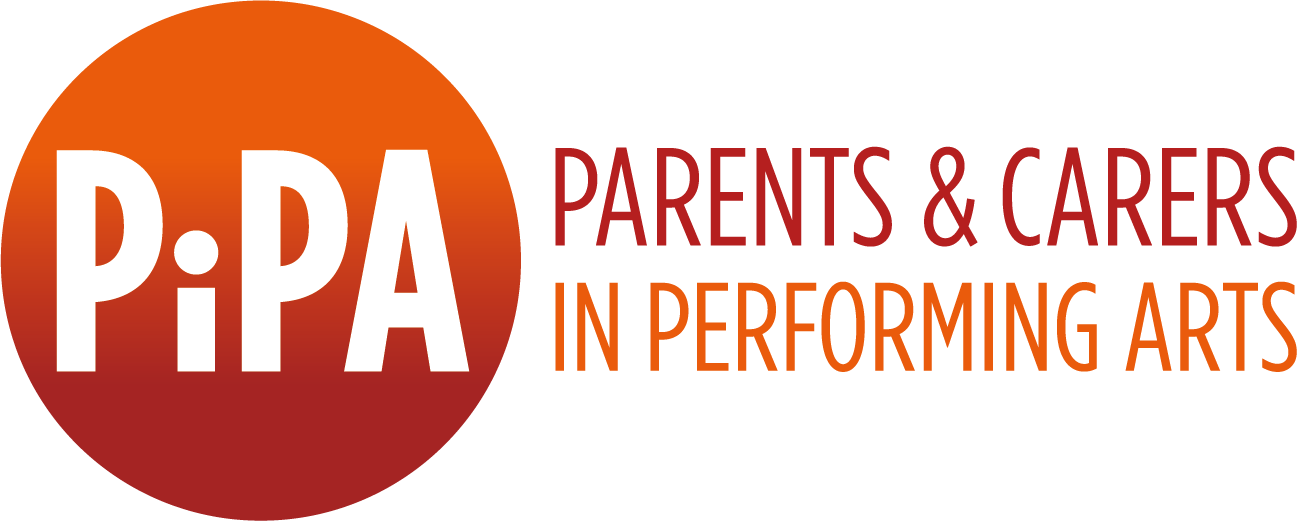 PiPA
PARENTS & CARERS
IN PERFORMING ARTS